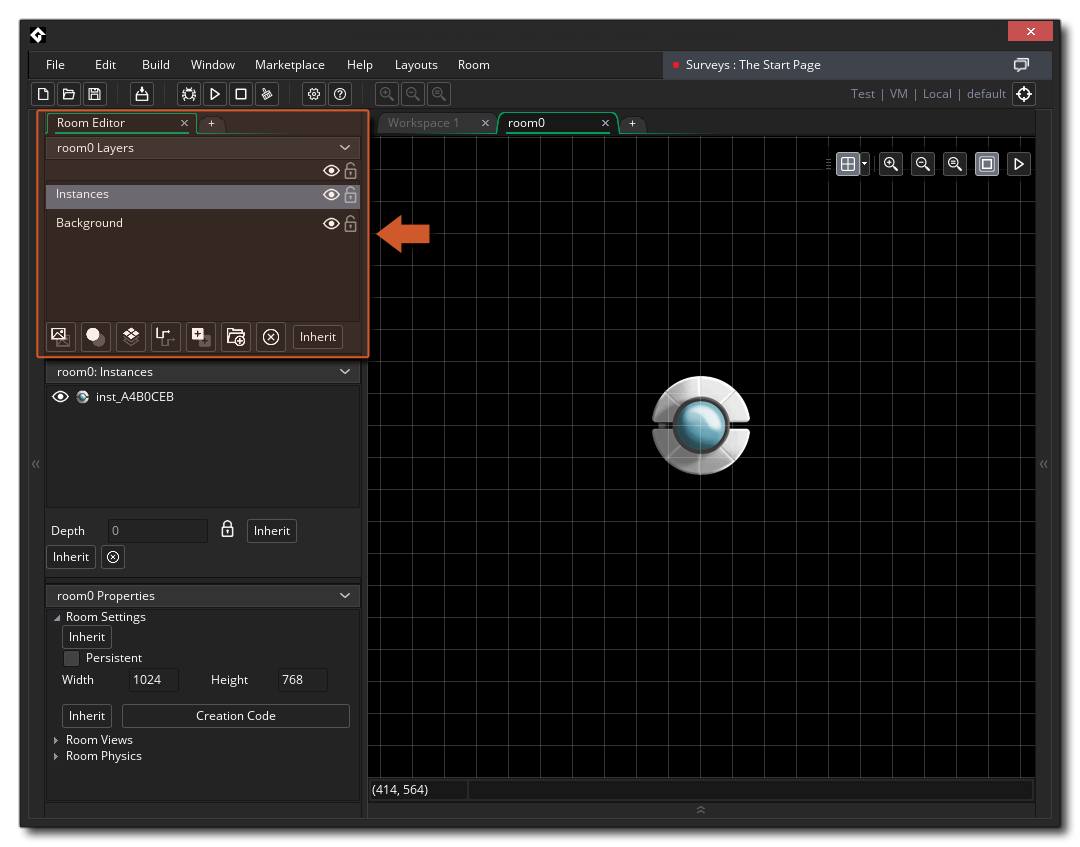 File Edit Build Window Marketplace Help Layouts Room Surveys : The Start Page
Test | VM | Local | default
Room Editor
Workspace 1 room0
room0 Layers
Instances
Background
Inherit
room0: Instances
inst_A4B0CEB
Depth 0 Inherit
Inherit
room0 Properties
Room Settings
Inherit
Persistent
Width 1024 Height 768
Inherit Creation Code
Room Views
Room Physics
(414, 564)